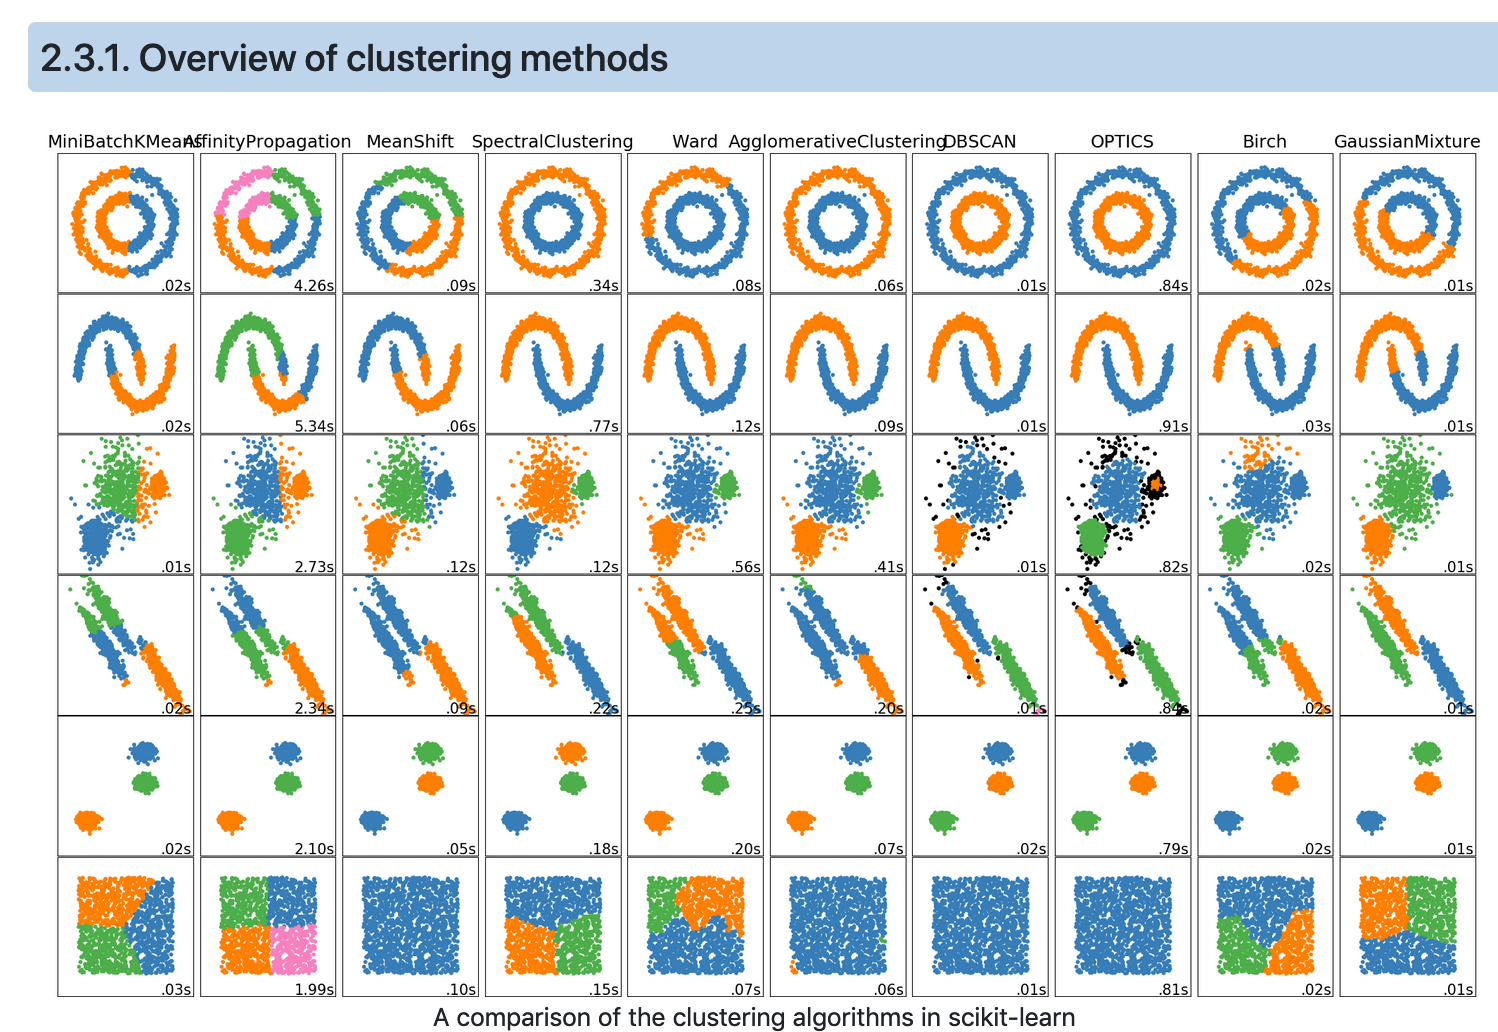 2.3.1. Overview of clustering methods
MiniBatchKMeans AffinityPropagation MeanShift SpectralClustering Ward AgglomerativeClustering DBSCAN OPTICS Birch GaussianMixture
.02s 4.26s .09s .34s .08s .06s .01s .84s .02s .01s
.02s 5.34s .06s .77s .12s .09s .01s .91s .03s .01s
.01s 2.73s .12s .12s .56s .41s .01s .82s .02s .01s
.02s 2.34s .09s .22s .25s .20s .01s .84s .02s .01s
.02s 2.10s .05s .18s .20s .07s .02s .79s .02s .01s
.03s 1.99s .10s .15s .07s .06s .01s .81s .02s .01s
A comparison of the clustering algorithms in scikit-learn